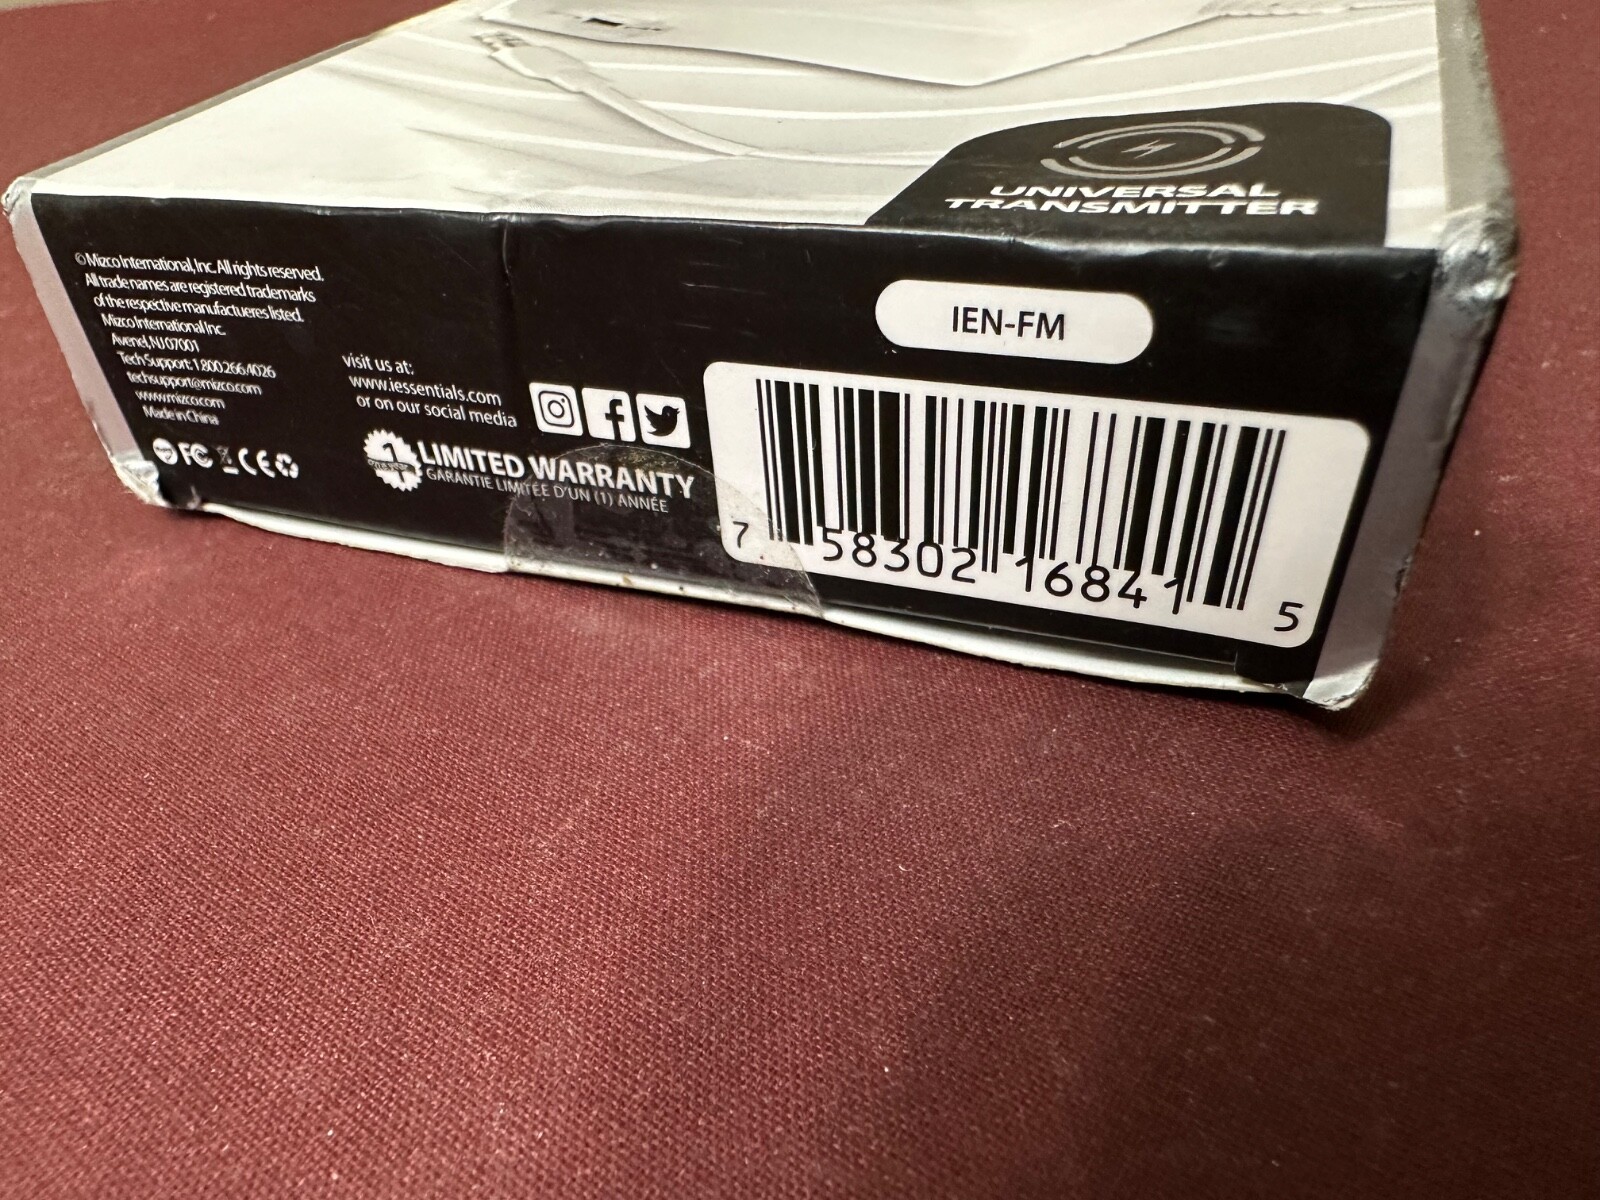 UNIVERSAL
TRANSMITTER
© Mizco International, Inc. All rights reserved.
All trade names are registered trademarks
of the respective manufactueres listed.
Mizco International Inc.
Avenel, NJ 07001
Tech Support: 1.800.266.4026
techsupport@mizco.com
www.mizco.com
Made in China
FC CE
visit us at:
www.iessentials.com
or on our social media
1
LIMITED WARRANTY
GARANTIE LIMITÉE D'UN (1) ANNÉE
IEN-FM
7 58302 16841 5